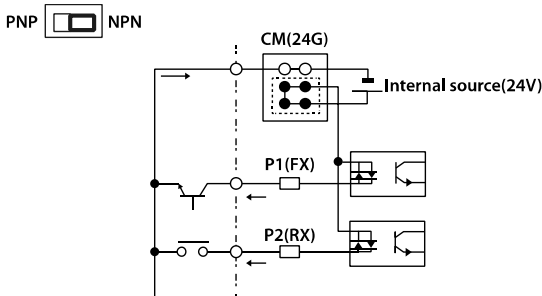 PNP NPN
CM(24G)
Internal source(24V)
P1(FX)
P2(RX)